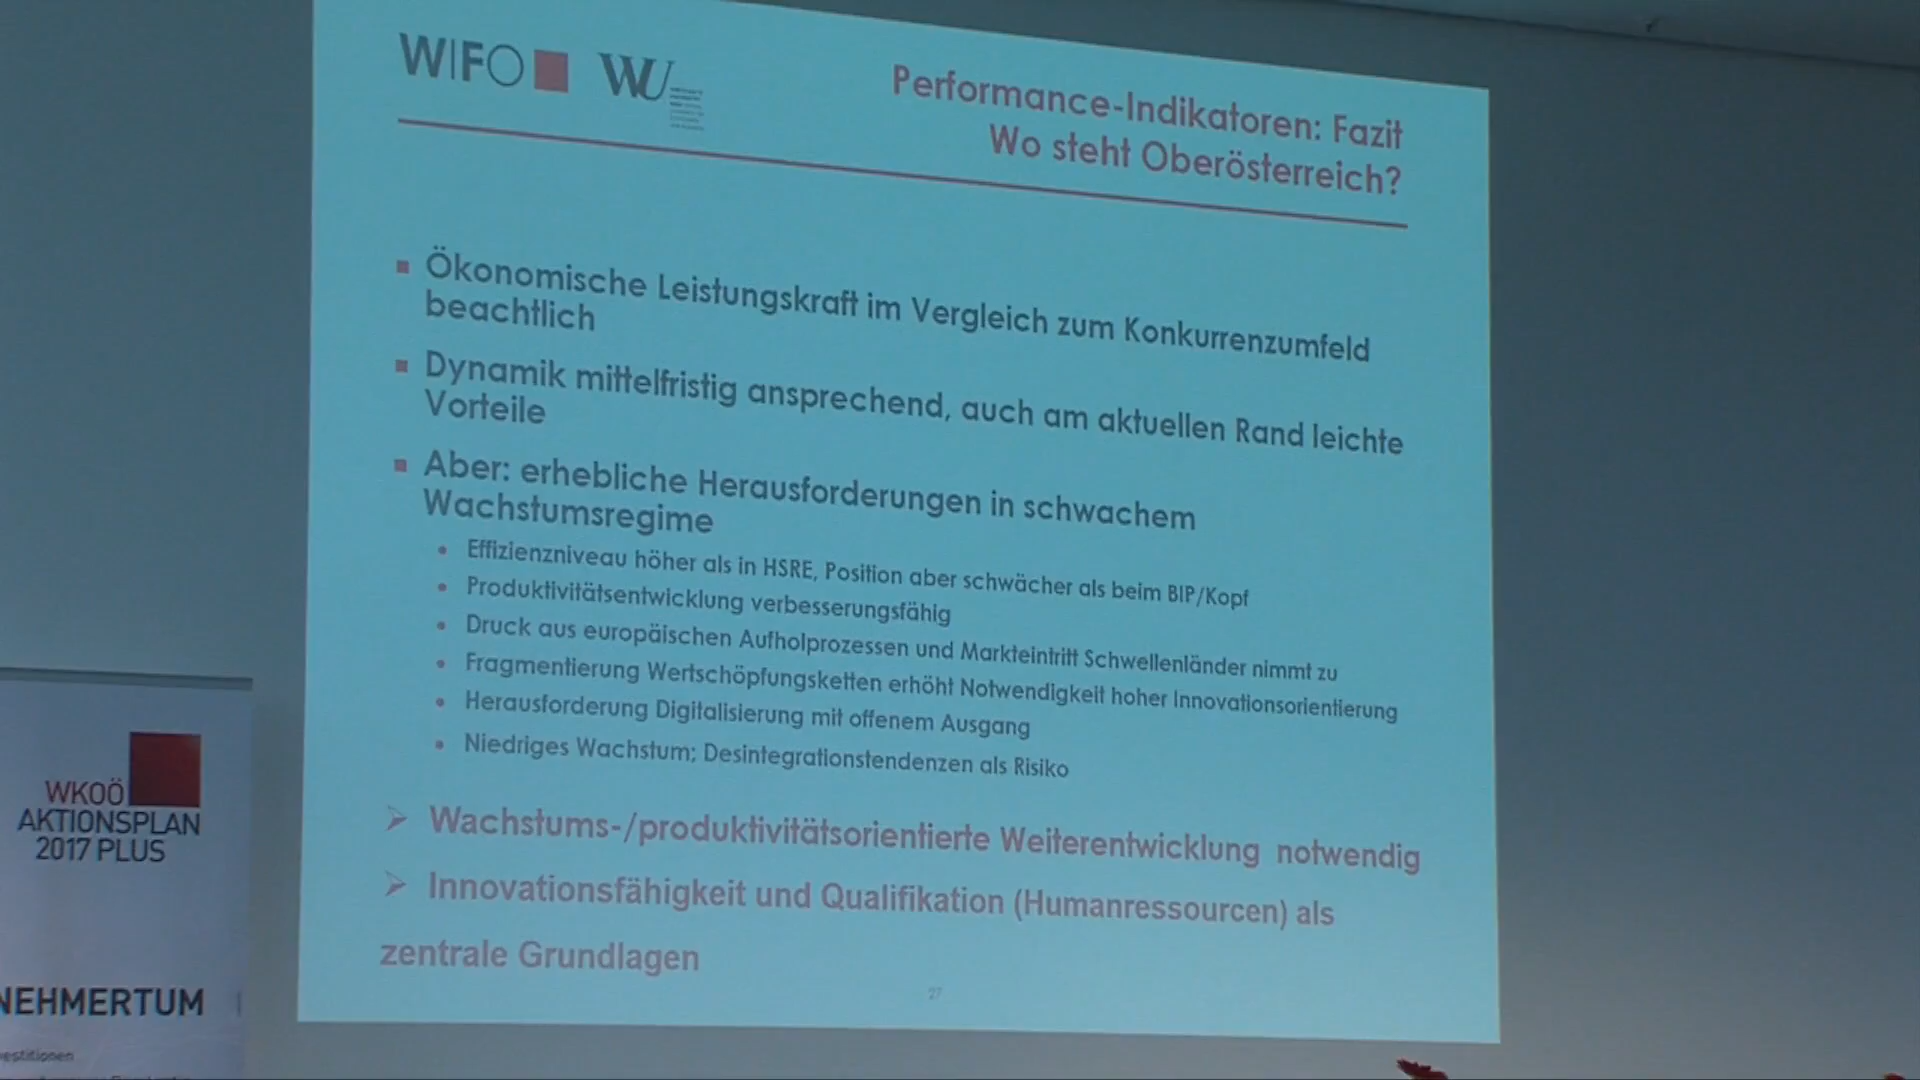 WIFO WU
Performance-Indikatoren: Fazit
Wo steht Oberösterreich?
Ökonomische Leistungskraft im Vergleich zum Konkurrenzumfeld
beachtlich
Dynamik mittelfristig ansprechend, auch am aktuellen Rand leichte
Vorteile
Aber: erhebliche Herausforderungen in schwachem
Wachstumsregime
Effizienzniveau höher als in HSRE, Position aber schwächer als beim BIP/Kopf
Produktivitätsentwicklung verbesserungsfähig
Druck aus europäischen Aufholprozessen und Markteintritt Schwellenländer nimmt zu
Fragmentierung Wertschöpfungsketten erhöht Notwendigkeit hoher Innovationsorientierung
Herausforderung Digitalisierung mit offenem Ausgang
Niedriges Wachstum; Desintegrationstendenzen als Risiko
Wachstums-/produktivitätsorientierte Weiterentwicklung notwendig
Innovationsfähigkeit und Qualifikation (Humanressourcen) als
zentrale Grundlagen
27
WKOÖ
AKTIONSPLAN
2017 PLUS
NEHMERTUM
estitionen